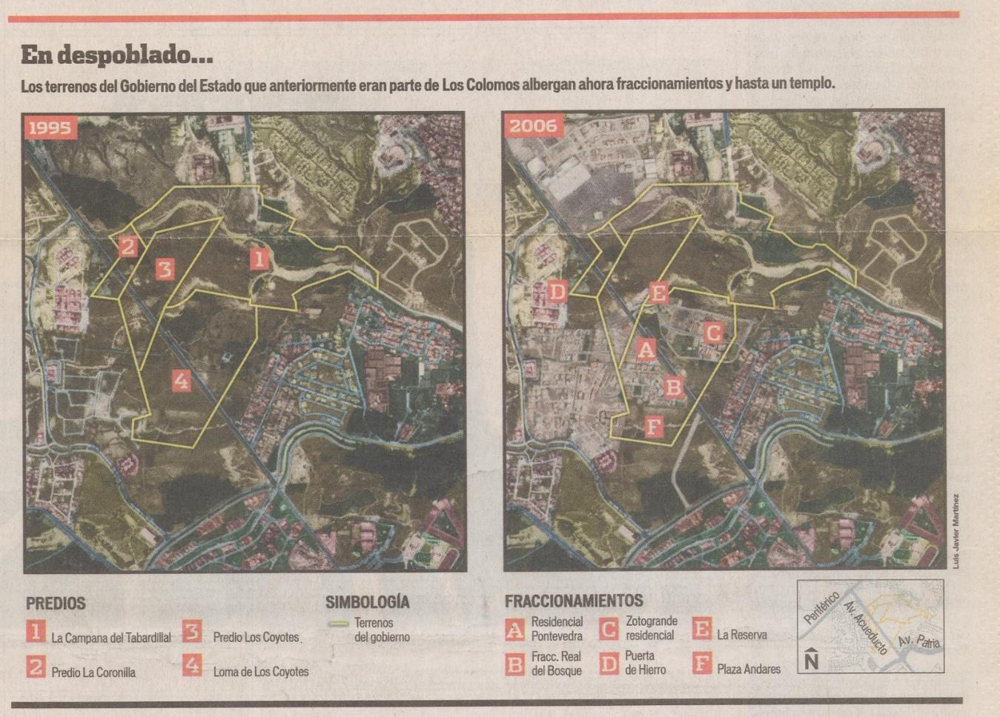 En despoblado...
Los terrenos del Gobierno del Estado que anteriormente eran parte de Los Colomos albergan ahora fraccionamientos y hasta un templo.
1995
2
3
1
4
2006
D
E
C
A
B
F
Luis Javier Martínez
PREDIOS
1 La Campana del Tabardillal
3 Predio Los Coyotes
2 Predio La Coronilla
4 Loma de Los Coyotes
SIMBOLOGÍA
Terrenos
del gobierno
FRACCIONAMIENTOS
A Residencial
Pontevedra
C Zotogrande
residencial
E La Reserva
B Fracc. Real
del Bosque
D Puerta
de Hierro
F Plaza Andares
Periférico
Av. Acueducto
Av. Patria
N